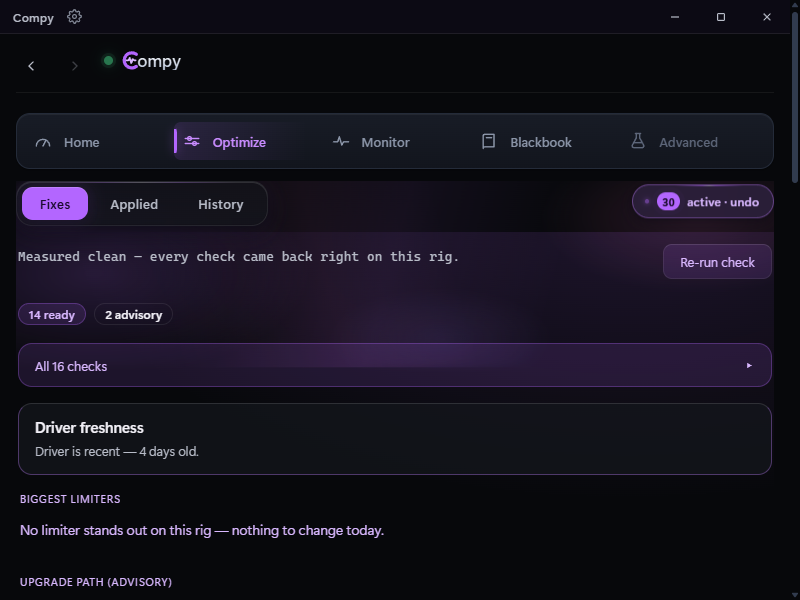 Compy
Compy
Home
Optimize
Monitor
Blackbook
Advanced
Fixes
Applied
History
30 active · undo
Measured clean — every check came back right on this rig.
Re-run check
14 ready
2 advisory
All 16 checks
Driver freshness
Driver is recent — 4 days old.
BIGGEST LIMITERS
No limiter stands out on this rig — nothing to change today.
UPGRADE PATH (ADVISORY)